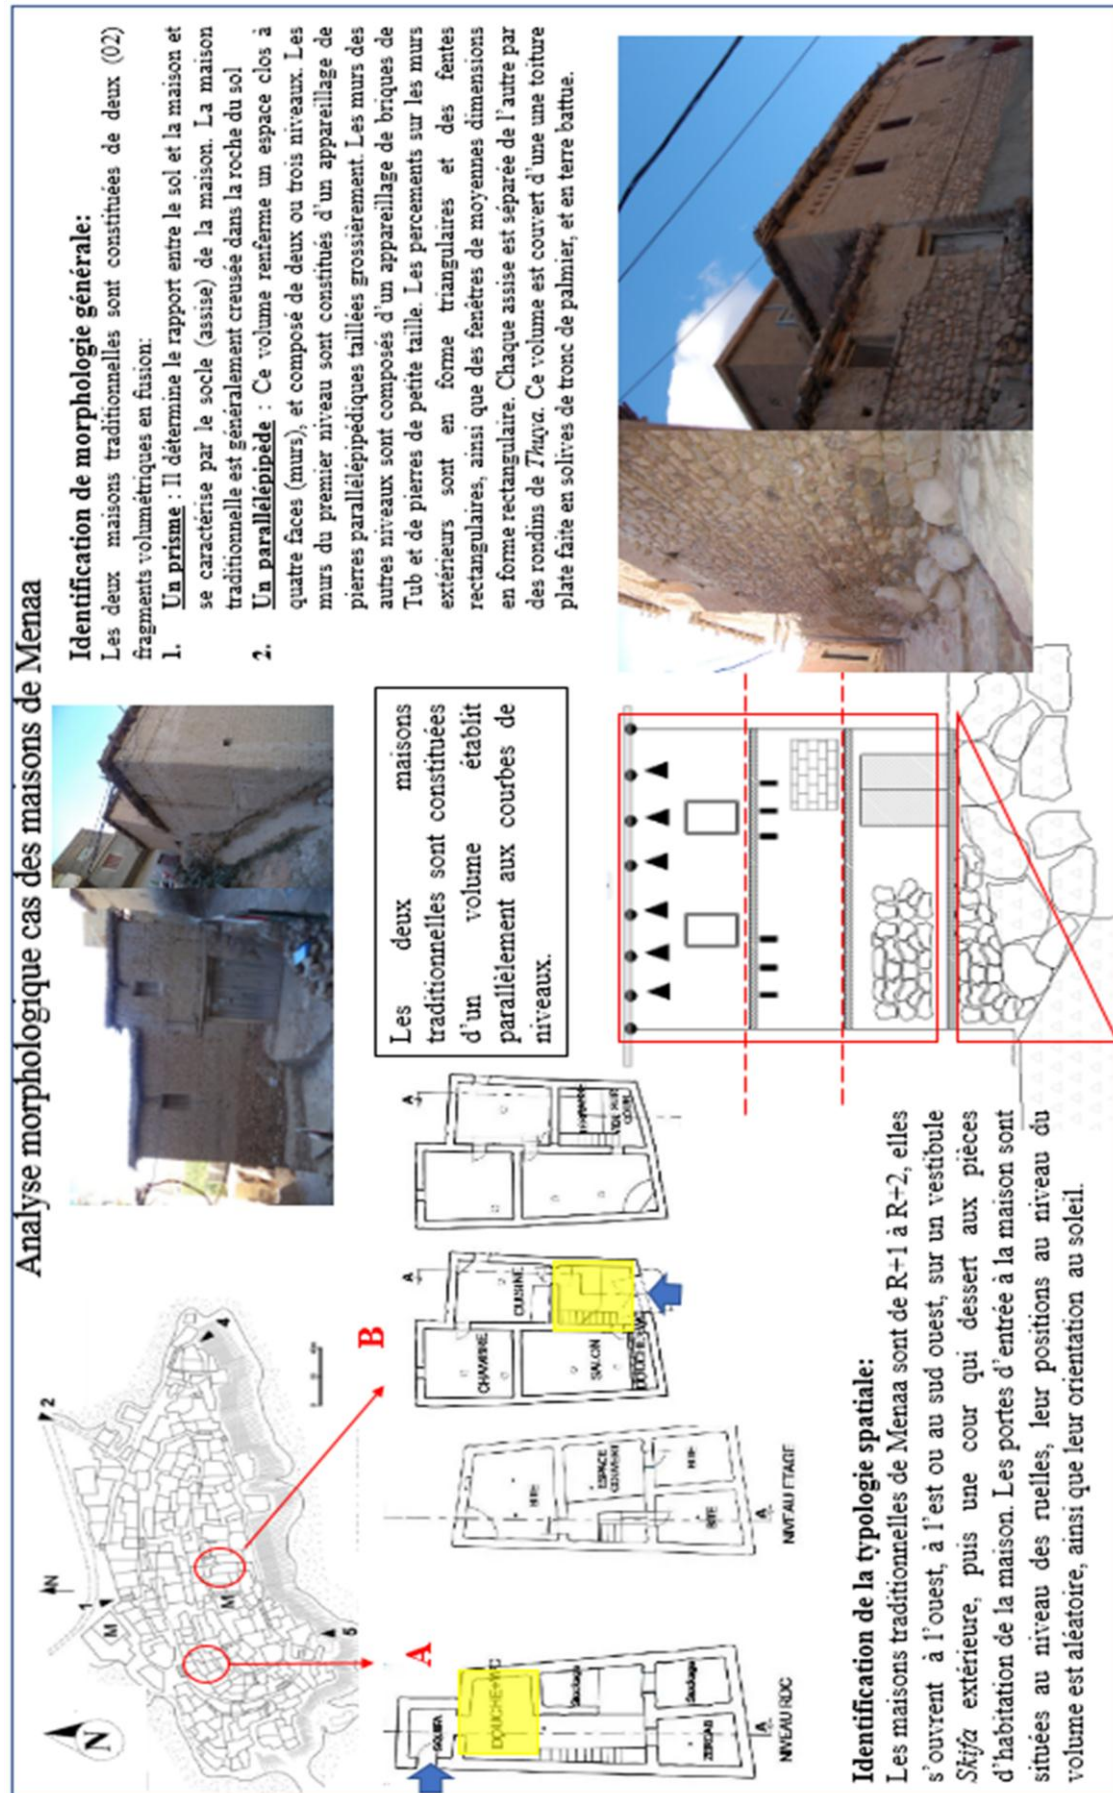 Analyse morphologique cas des maisons de Menaa
N
N
1
2
M
M
4
5
A
B
Identification de morphologie générale:
Les deux maisons traditionnelles sont constituées de deux (02)
fragments volumétriques en fusion:
1. Un prisme : Il détermine le rapport entre le sol et la maison et
se caractérise par le socle (assise) de la maison. La maison
traditionnelle est généralement creusée dans la roche du sol
2. Un parallélépipède : Ce volume renferme un espace clos à
quatre faces (murs), et composé de deux ou trois niveaux. Les
murs du premier niveau sont constitués d'un appareillage de
pierres parallélépipédiques taillées grossièrement. Les murs des
autres niveaux sont composés d'un appareillage de briques de
Tub et de pierres de petite taille. Les percements sur les murs
extérieurs sont en forme triangulaires et des fentes
rectangulaires, ainsi que des fenêtres de moyennes dimensions
en forme rectangulaire. Chaque assise est séparée de l'autre par
des rondins de Thuya. Ce volume est couvert d'une une toiture
plate faite en solives de tronc de palmier, et en terre battue.
Les deux maisons
traditionnelles sont constituées
d'un volume établit
parallèlement aux courbes de
niveaux.
SQUIFA
DOUCHE+WC
Stockage
Stockage
ZERGAB
A
NIVEAU RDC
ESPACE
COUVERT
A
NIVEAU ETAGE
CHAMBRE
CUISINE
SALON
A
A
Identification de la typologie spatiale:
Les maisons traditionnelles de Menaa sont de R+1 à R+2, elles
s'ouvrent à l'ouest, à l'est ou au sud ouest, sur un vestibule
Skifa extérieure, puis une cour qui dessert aux pièces
d'habitation de la maison. Les portes d'entrée à la maison sont
situées au niveau des ruelles, leur positions au niveau du
volume est aléatoire, ainsi que leur orientation au soleil.